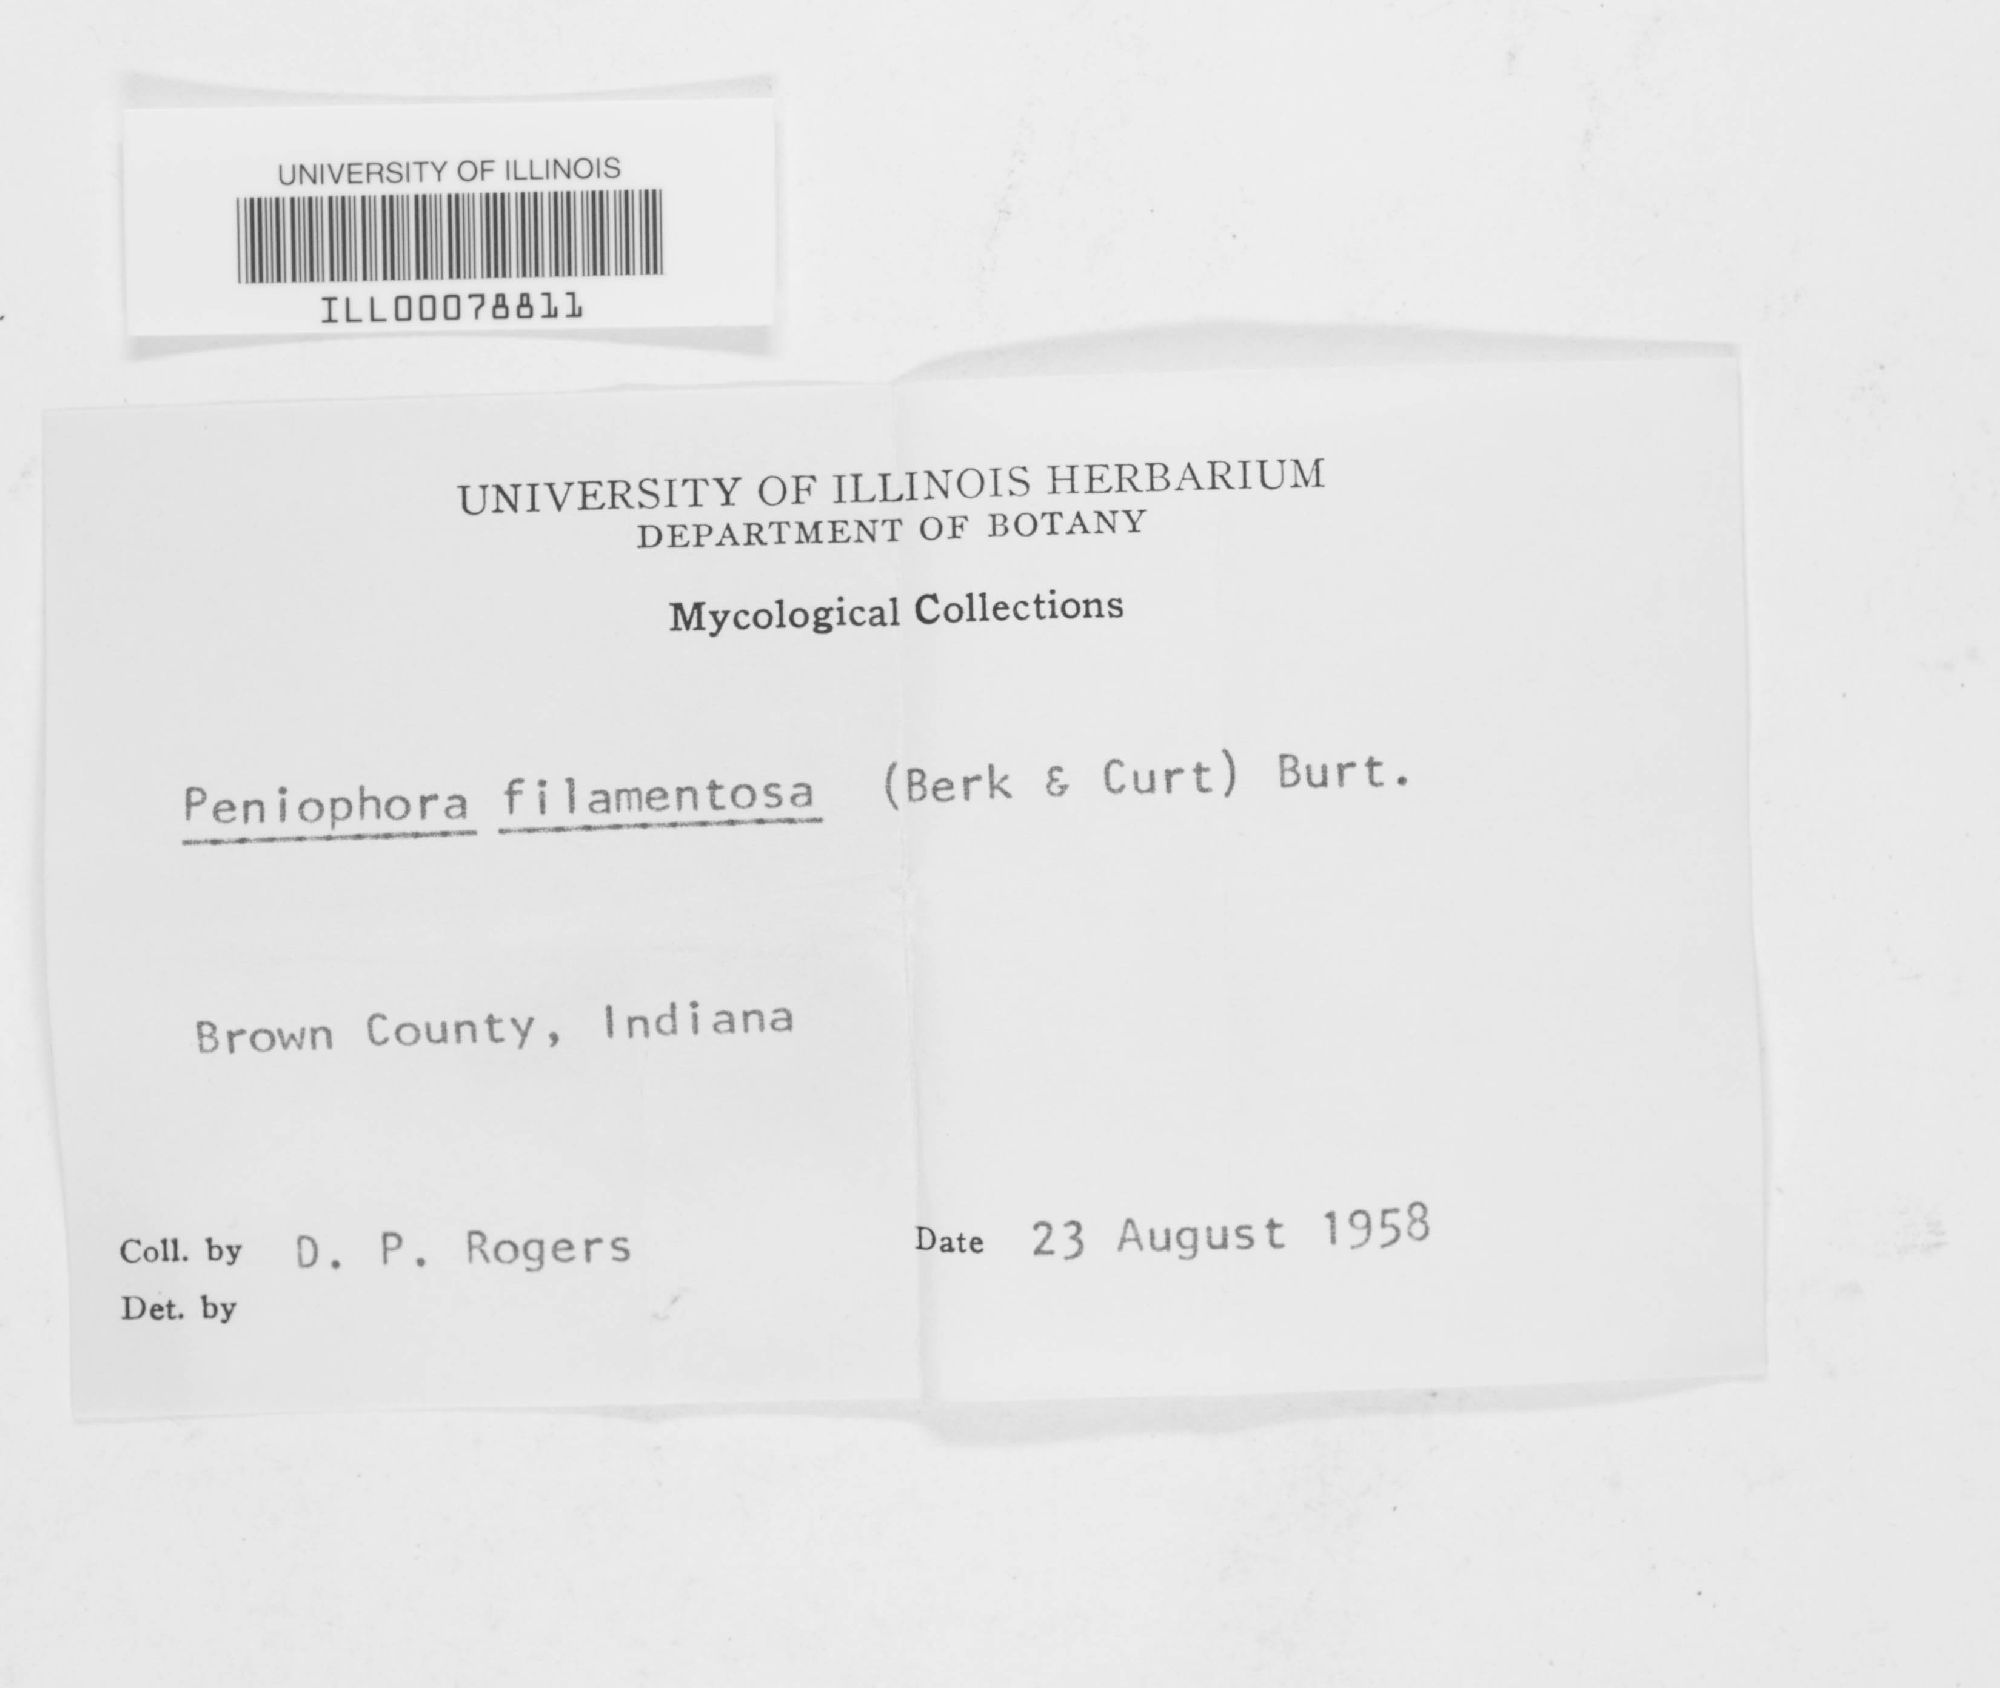 UNIVERSITY OF ILLINOIS
ILL00078811
UNIVERSITY OF ILLINOIS HERBARIUM
DEPARTMENT OF BOTANY
Mycological Collections
Peniophora filamentosa (Berk & Curt) Burt.
Brown County, Indiana
Coll. by D. P. Rogers Date 23 August 1958
Det. by